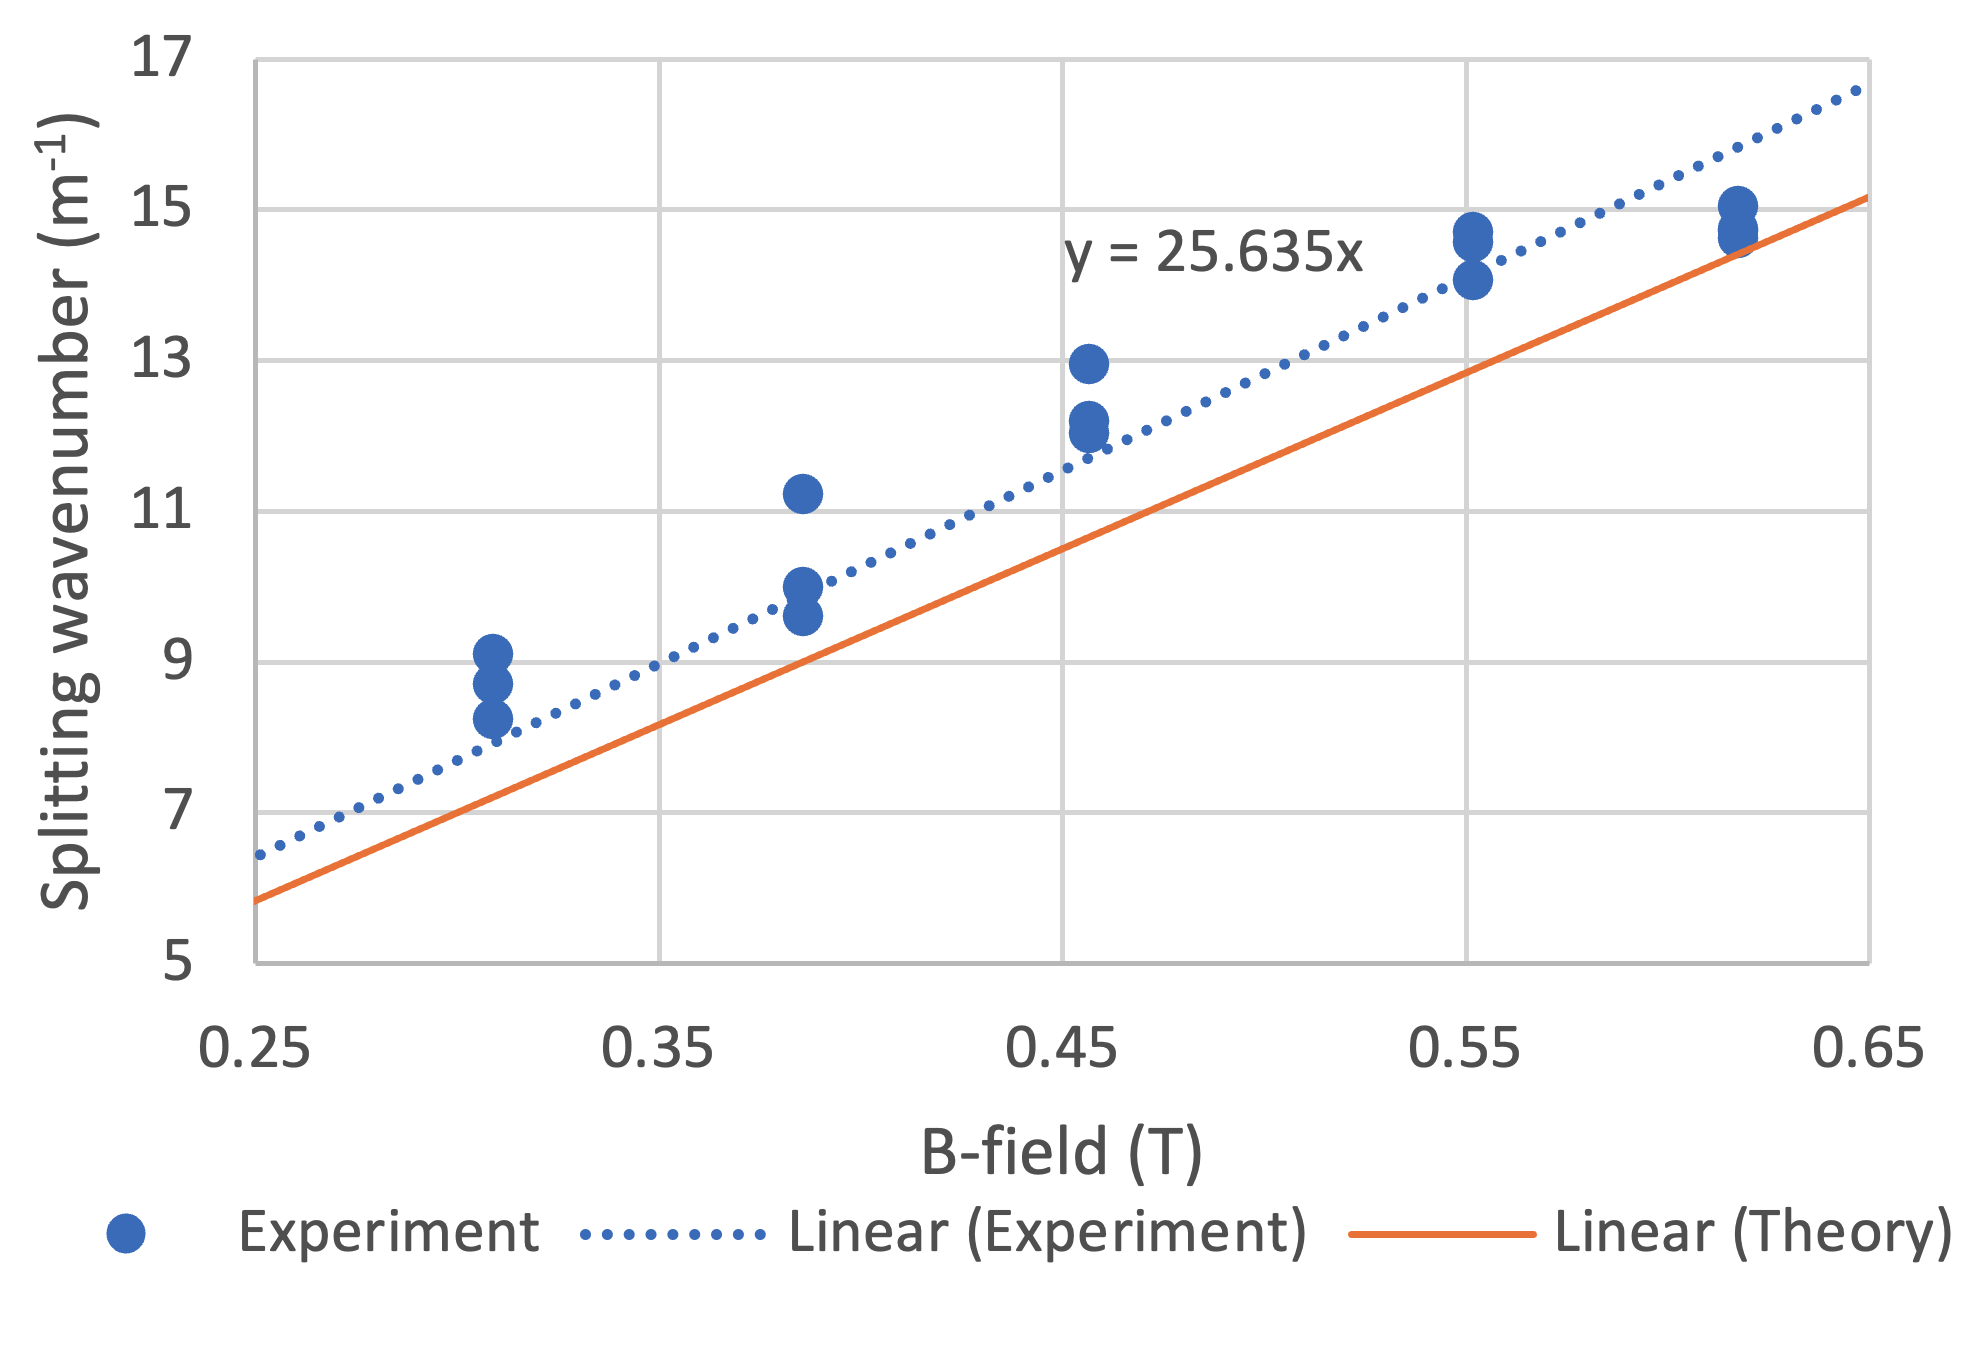 17
15
13
11
9
7
5
Splitting wavenumber (m⁻¹)
y = 25.635x
0.25 0.35 0.45 0.55 0.65
B-field (T)
Experiment Linear (Experiment) Linear (Theory)